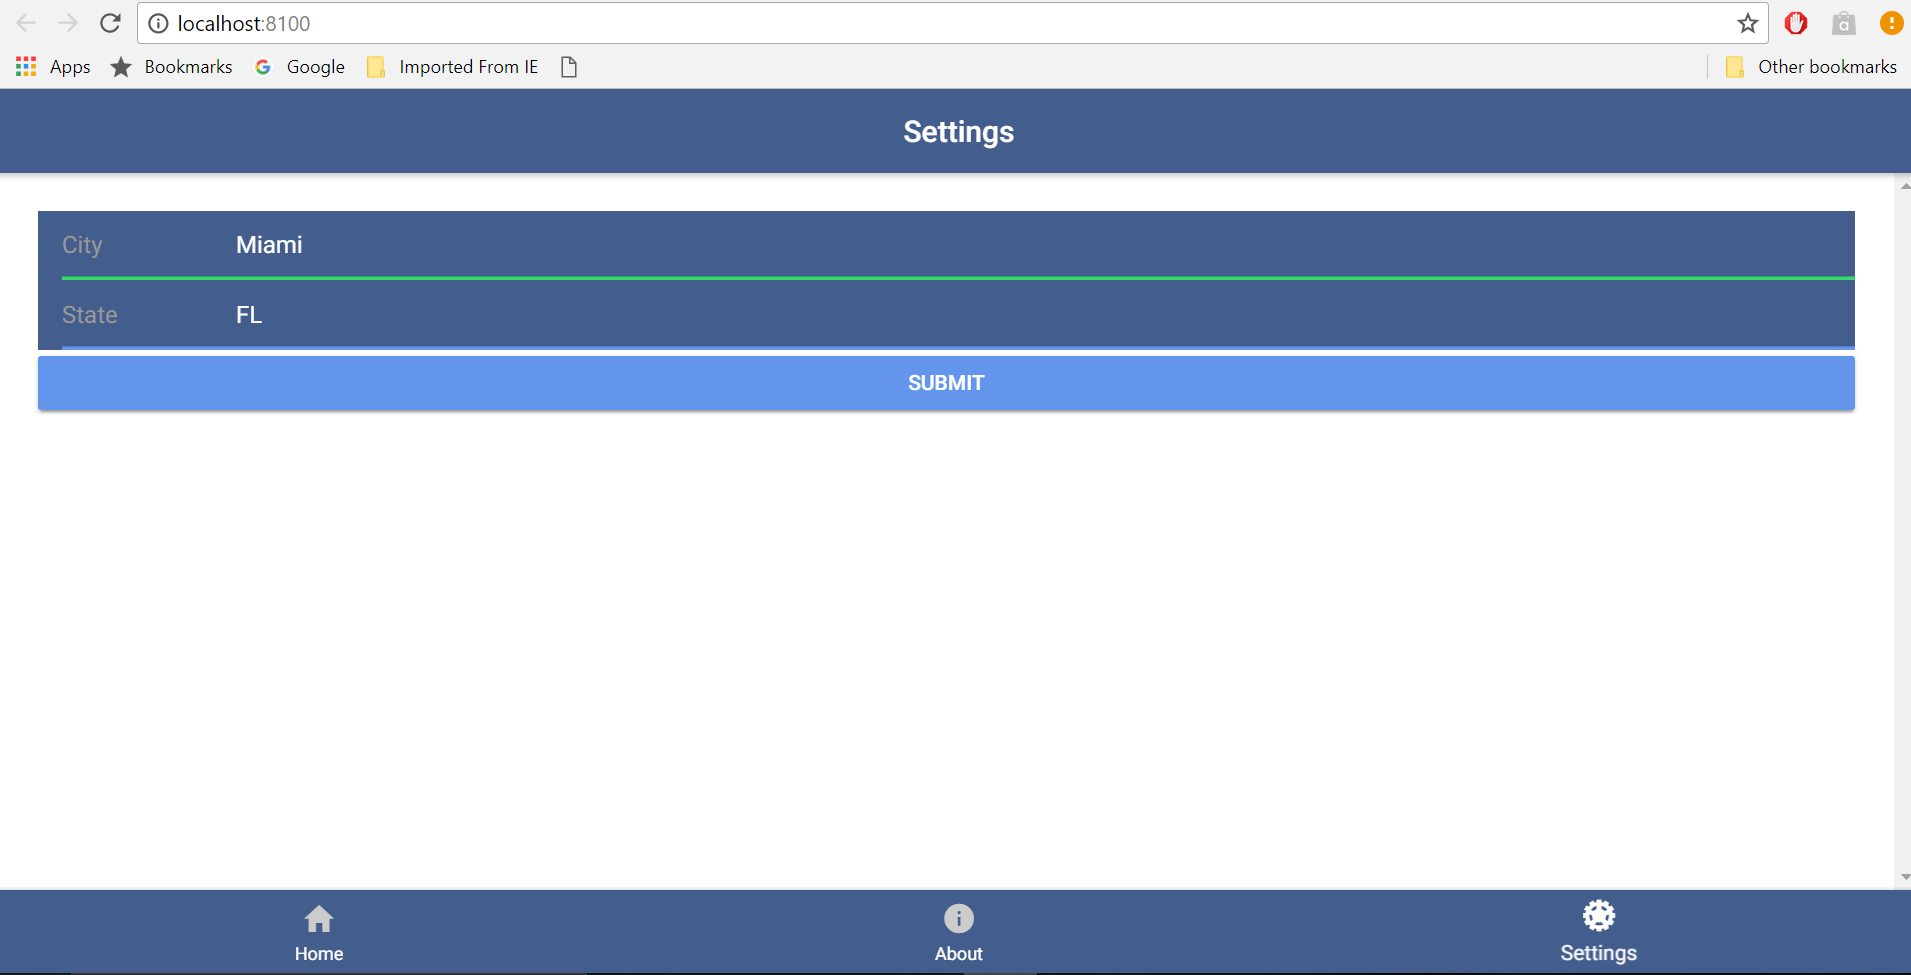 localhost:8100
Apps Bookmarks Google Imported From IE Other bookmarks
Settings
City Miami
State FL
SUBMIT
Home About Settings